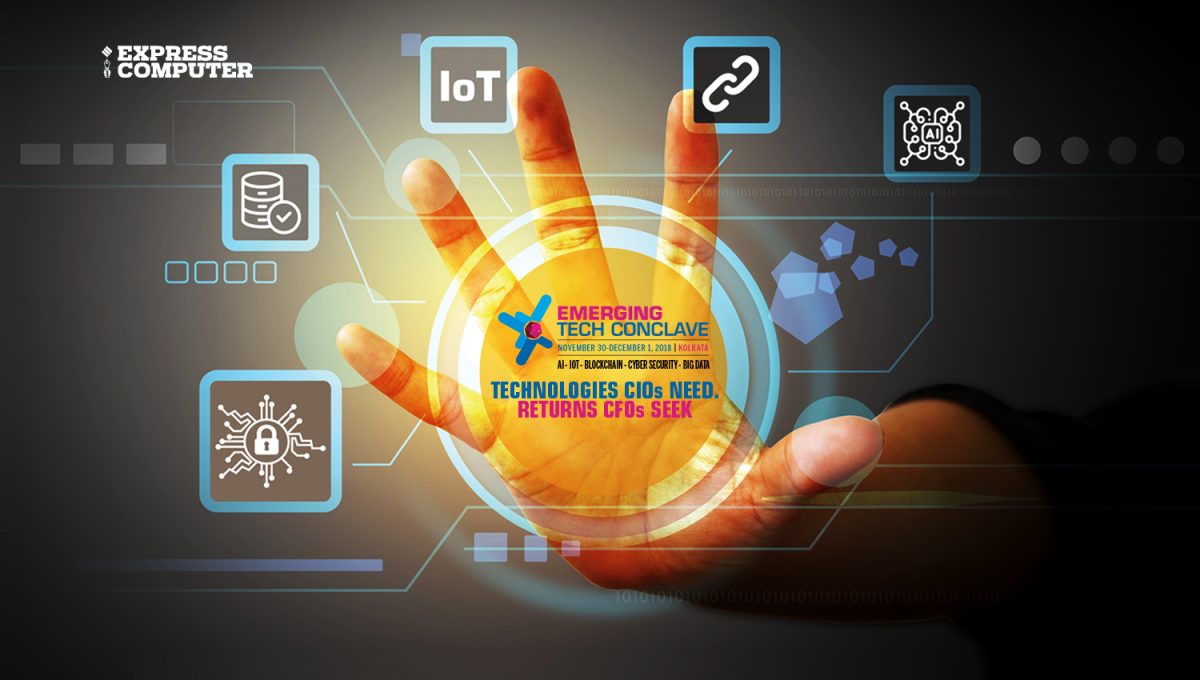 EXPRESS
COMPUTER
IoT
AI
EMERGING
TECH CONCLAVE
NOVEMBER 30-DECEMBER 1, 2018 | KOLKATA
AI - IOT - BLOCKCHAIN - CYBER SECURITY - BIG DATA
TECHNOLOGIES CIOs NEED.
RETURNS CFOs SEEK